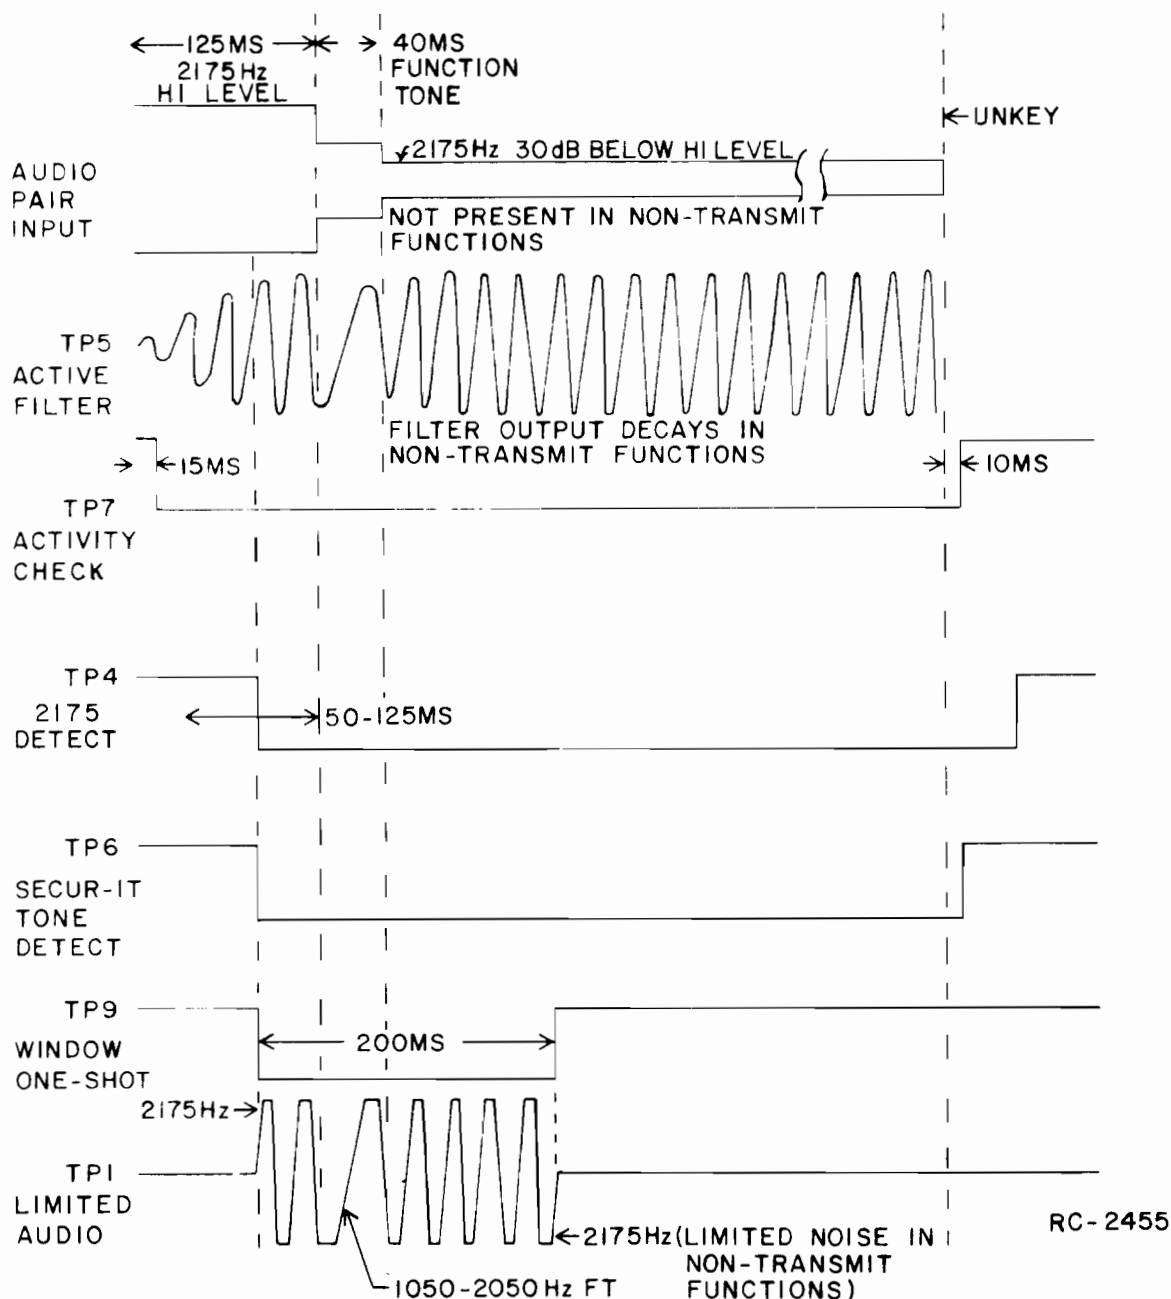 125MS
2175Hz
HI LEVEL
40MS
FUNCTION
TONE
UNKEY
2175Hz 30dB BELOW HI LEVEL
AUDIO
PAIR
INPUT
NOT PRESENT IN NON-TRANSMIT
FUNCTIONS
TP5
ACTIVE
FILTER
FILTER OUTPUT DECAYS IN
NON-TRANSMIT FUNCTIONS
15MS
10MS
TP7
ACTIVITY
CHECK
TP4
2175
DETECT
50-125MS
TP6
SECUR-IT
TONE
DETECT
TP9
WINDOW
ONE-SHOT
200MS
2175Hz
TP1
LIMITED
AUDIO
2175Hz (LIMITED NOISE IN
NON-TRANSMIT
FUNCTIONS)
1050-2050Hz FT
RC-2455